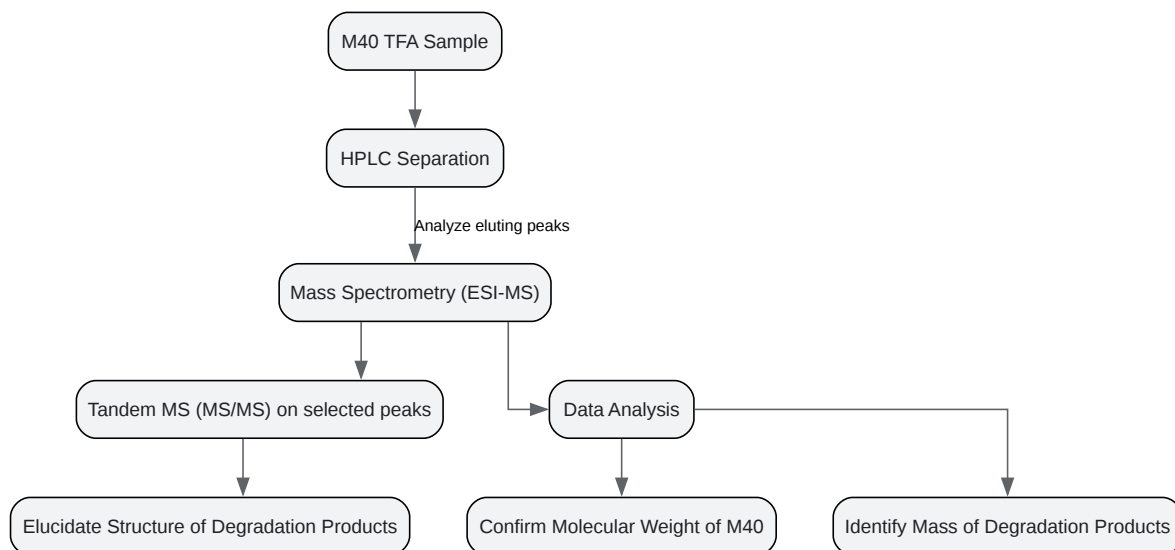 M40 TFA Sample
HPLC Separation
Analyze eluting peaks
Mass Spectrometry (ESI-MS)
Tandem MS (MS/MS) on selected peaks
Data Analysis
Elucidate Structure of Degradation Products
Confirm Molecular Weight of M40
Identify Mass of Degradation Products